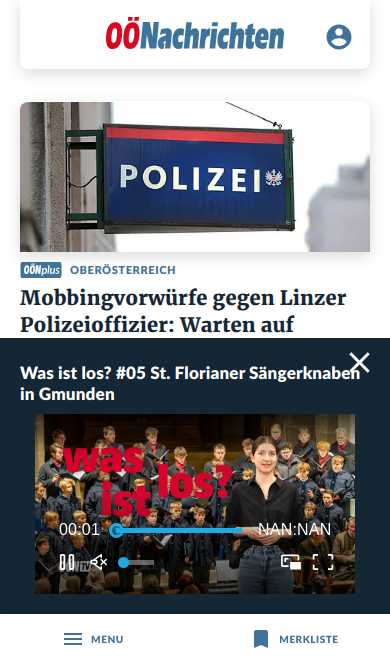 OÖNachrichten
POLIZEI
OÖNplus OBERÖSTERREICH
Mobbingvorwürfe gegen Linzer
Polizeioffizier: Warten auf
Was ist los? #05 St. Florianer Sängerknaben
in Gmunden
was
ist los?
00:01 NAN:NAN
MENU MERKLISTE